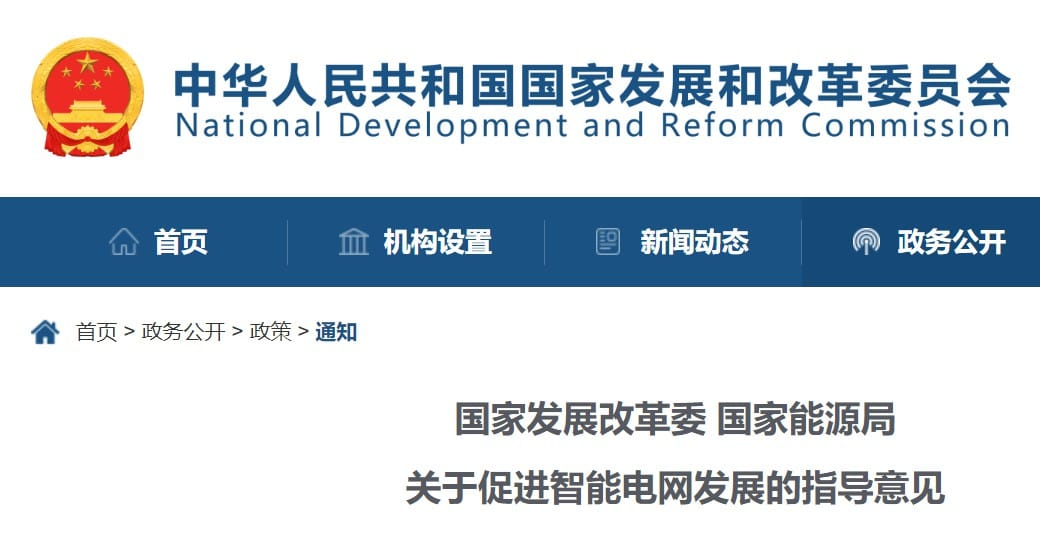 中华人民共和国国家发展和改革委员会
National Development and Reform Commission
首页 机构设置 新闻动态 政务公开
首页 > 政务公开 > 政策 > 通知
国家发展改革委 国家能源局
关于促进智能电网发展的指导意见